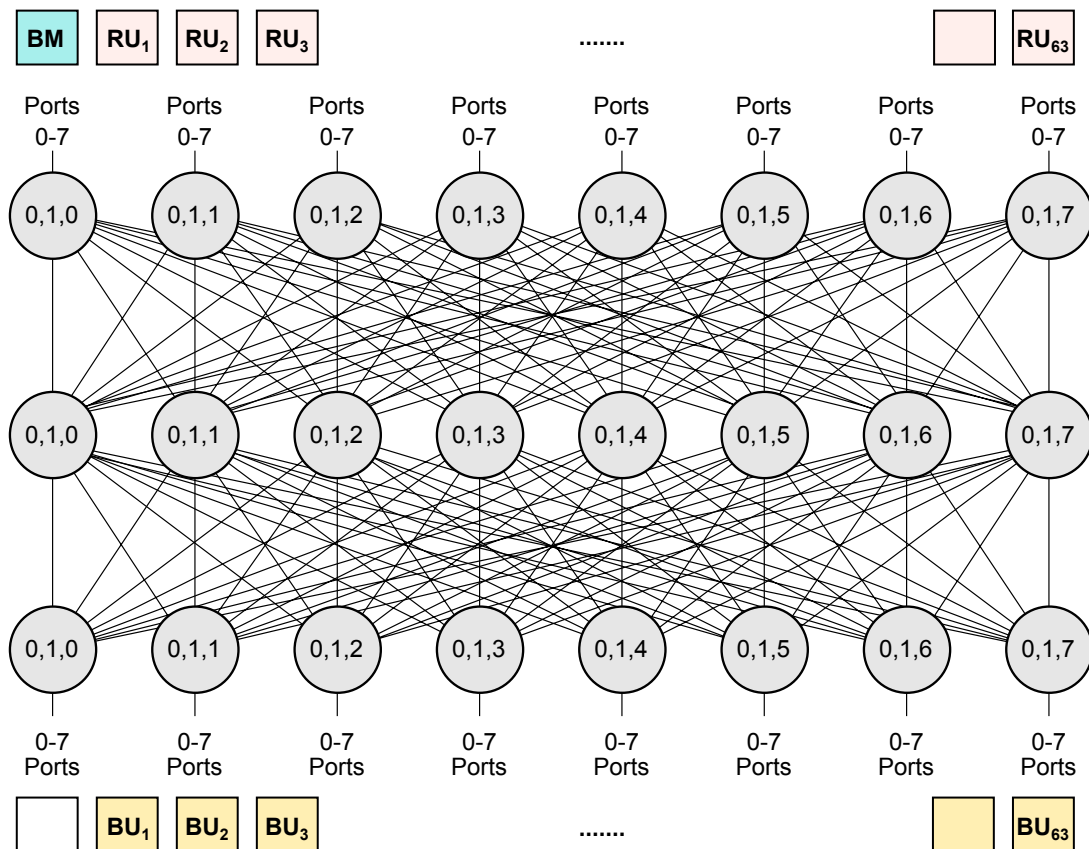 BM RU₁ RU₂ RU₃ ....... RU₆₃
Ports Ports Ports Ports Ports Ports Ports Ports
0-7 0-7 0-7 0-7 0-7 0-7 0-7 0-7
0,1,0 0,1,1 0,1,2 0,1,3 0,1,4 0,1,5 0,1,6 0,1,7
0,1,0 0,1,1 0,1,2 0,1,3 0,1,4 0,1,5 0,1,6 0,1,7
0,1,0 0,1,1 0,1,2 0,1,3 0,1,4 0,1,5 0,1,6 0,1,7
0-7 0-7 0-7 0-7 0-7 0-7 0-7 0-7
Ports Ports Ports Ports Ports Ports Ports Ports
BU₁ BU₂ BU₃ ....... BU₆₃